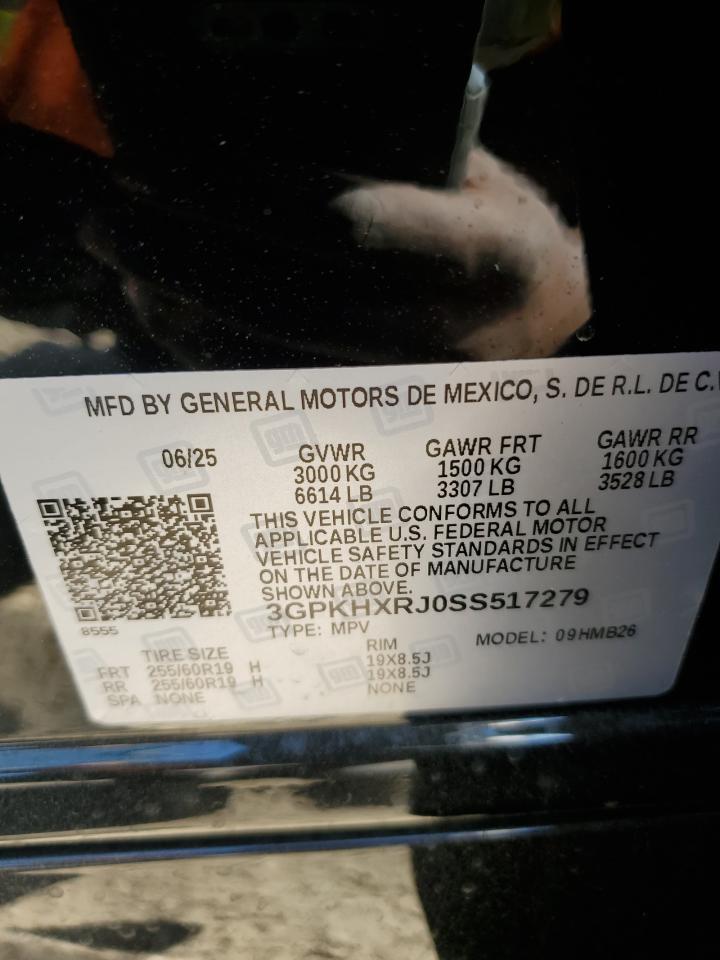 MFD BY GENERAL MOTORS DE MEXICO, S. DE R.L. DE C.
06/25
GVWR
3000 KG
6614 LB
GAWR FRT
1500 KG
3307 LB
GAWR RR
1600 KG
3528 LB
THIS VEHICLE CONFORMS TO ALL
APPLICABLE U.S. FEDERAL MOTOR
VEHICLE SAFETY STANDARDS IN EFFECT
ON THE DATE OF MANUFACTURE
SHOWN ABOVE.
3GPKHXRJ0SS517279
8555
TYPE: MPV
MODEL: 09HMB26
TIRE SIZE
RIM
FRT 255/60R19 H 19X8.5J
RR 255/60R19 H 19X8.5J
SPA NONE NONE
gm